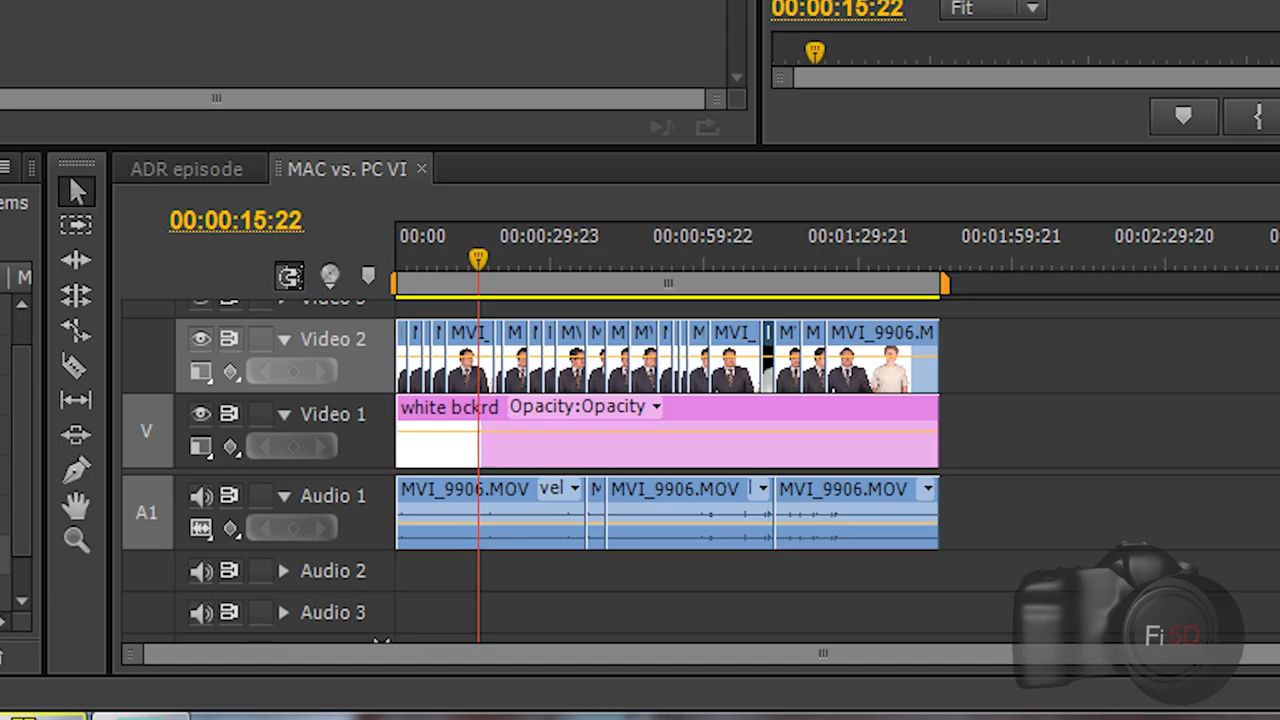 00:00:15:22
Fit
ADR episode
MAC vs. PC VI
ems
M
00:00:15:22
00:00
00:00:29:23
00:00:59:22
00:01:29:21
00:01:59:21
00:02:29:20
Video 2
MVI_
M
MVI_
M
MVI_9906.M
V
Video 1
white bckrd
Opacity:Opacity
A1
Audio 1
MVI_9906.MOV
vel
MVI_9906.MOV
MVI_9906.MOV
Audio 2
Audio 3
Fi 5D